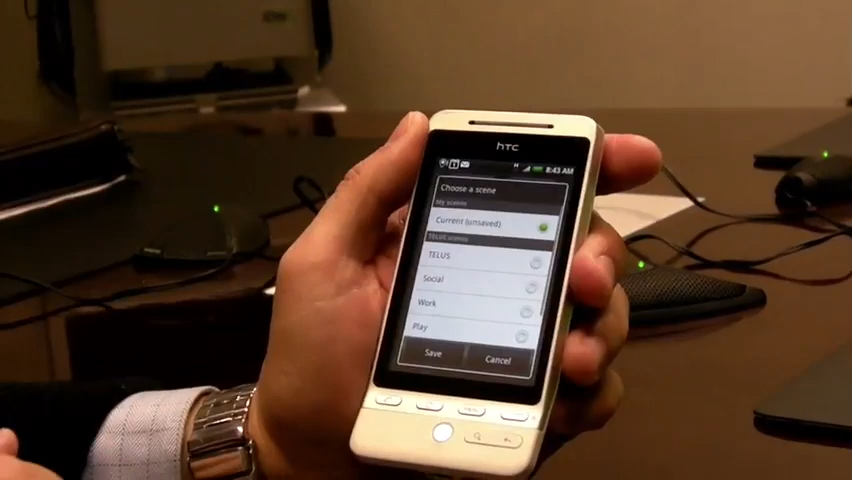 hTC
8:43 AM
Choose a scene
My scenes
Current (unsaved)
TELUS scenes
TELUS
Social
Work
Play
Save
Cancel